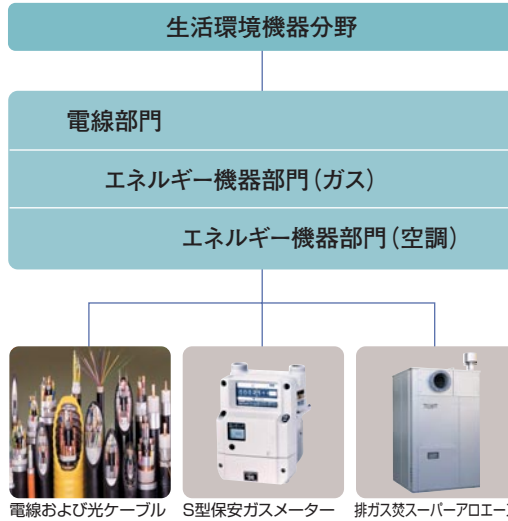 生活環境機器分野
電線部門
エネルギー機器部門(ガス)
エネルギー機器部門(空調)
電線および光ケーブル
S型保安ガスメーター
排ガス焚スーパーアロエース